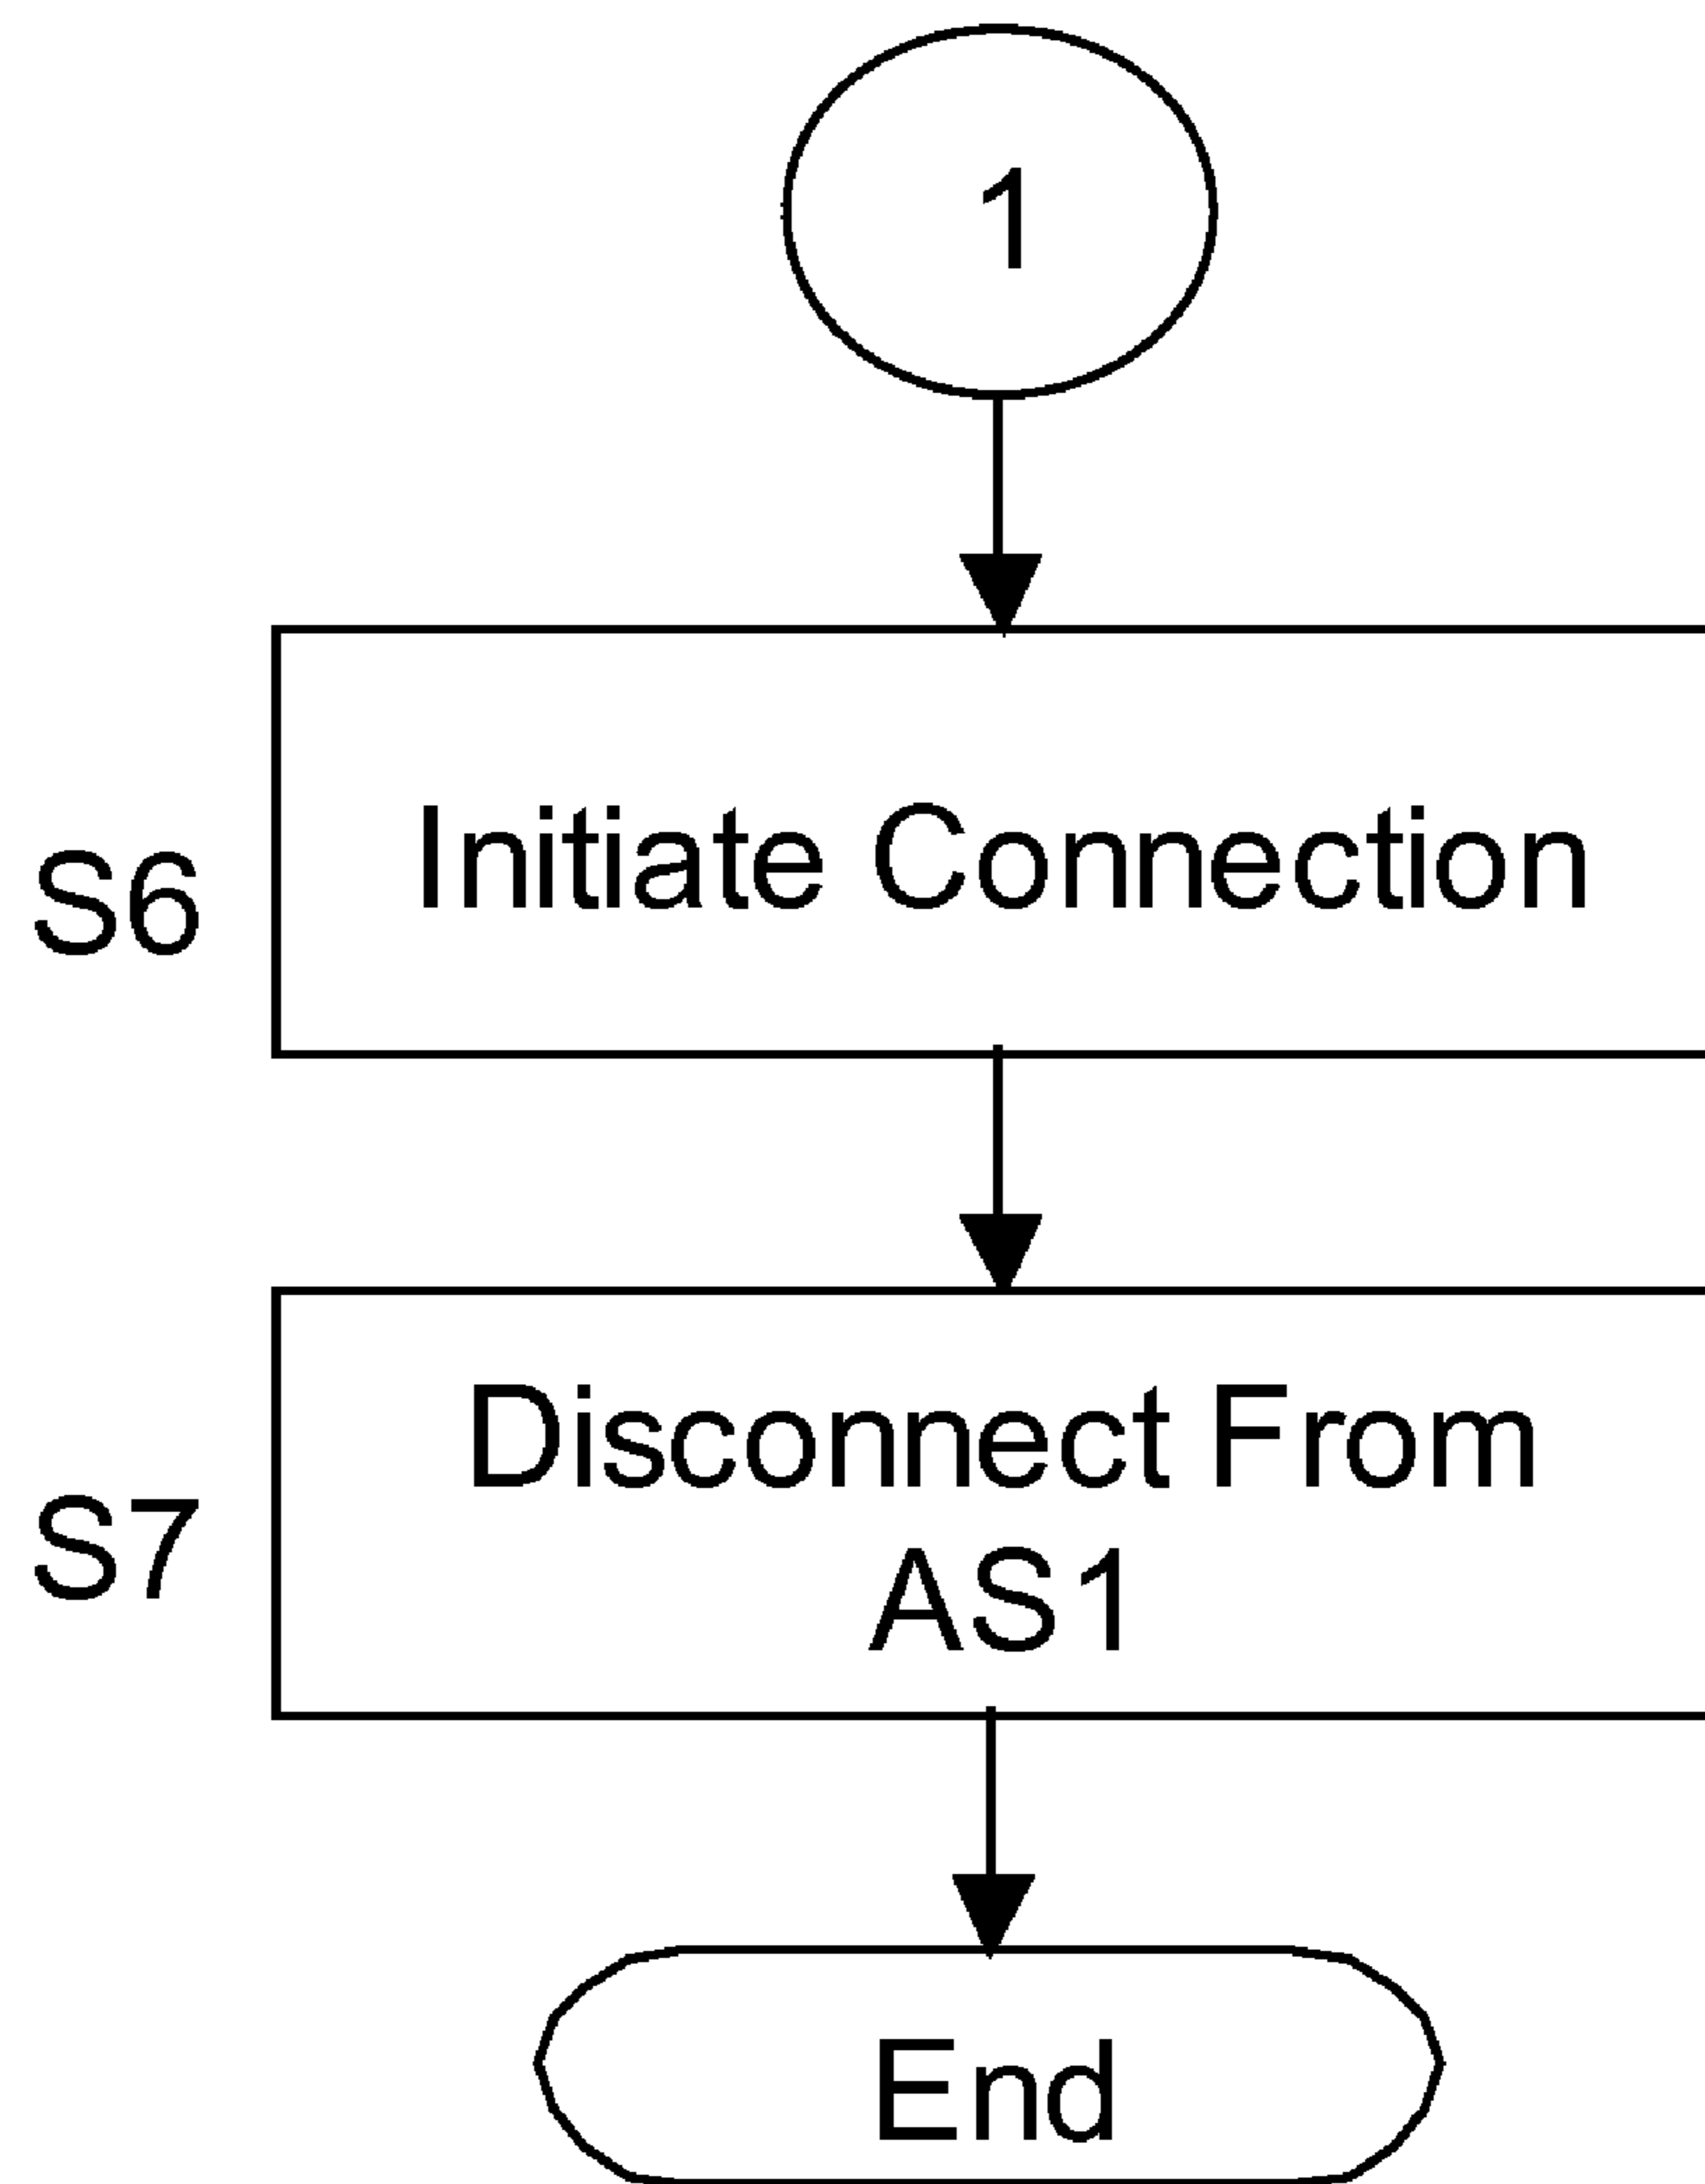 1
S6
Initiate Connection
S7
Disconnect From
AS1
End